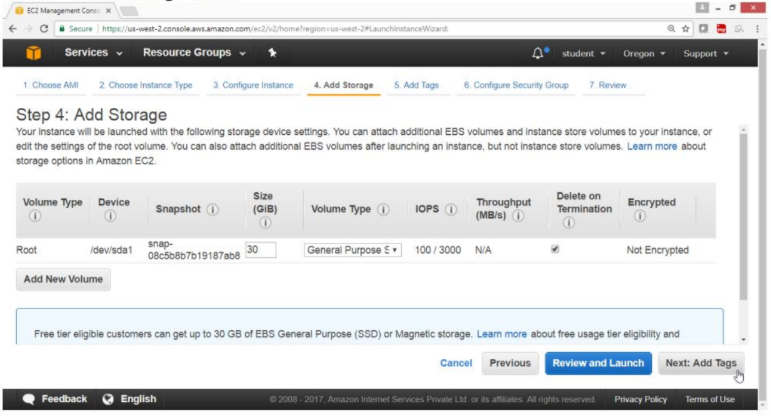 EC2 Management Conso
Secure https://us-west-2.console.aws.amazon.com/ec2/v2/home?region=us-west-2#LaunchInstanceWizard:
Services Resource Groups student Oregon Support
1. Choose AMI 2. Choose Instance Type 3. Configure Instance 4. Add Storage 5. Add Tags 6. Configure Security Group 7. Review
Step 4: Add Storage
Your instance will be launched with the following storage device settings. You can attach additional EBS volumes and instance store volumes to your instance, or
edit the settings of the root volume. You can also attach additional EBS volumes after launching an instance, but not instance store volumes. Learn more about
storage options in Amazon EC2.
Volume Type Device Snapshot Size (GiB) Volume Type IOPS Throughput (MB/s) Delete on Termination Encrypted
Root /dev/sda1 snap-08c5b8b7b19187ab8 30 General Purpose S 100 / 3000 N/A Not Encrypted
Add New Volume
Free tier eligible customers can get up to 30 GB of EBS General Purpose (SSD) or Magnetic storage. Learn more about free usage tier eligibility and
Cancel Previous Review and Launch Next: Add Tags
Feedback English © 2008 - 2017, Amazon Internet Services Private Ltd. or its affiliates. All rights reserved. Privacy Policy Terms of Use